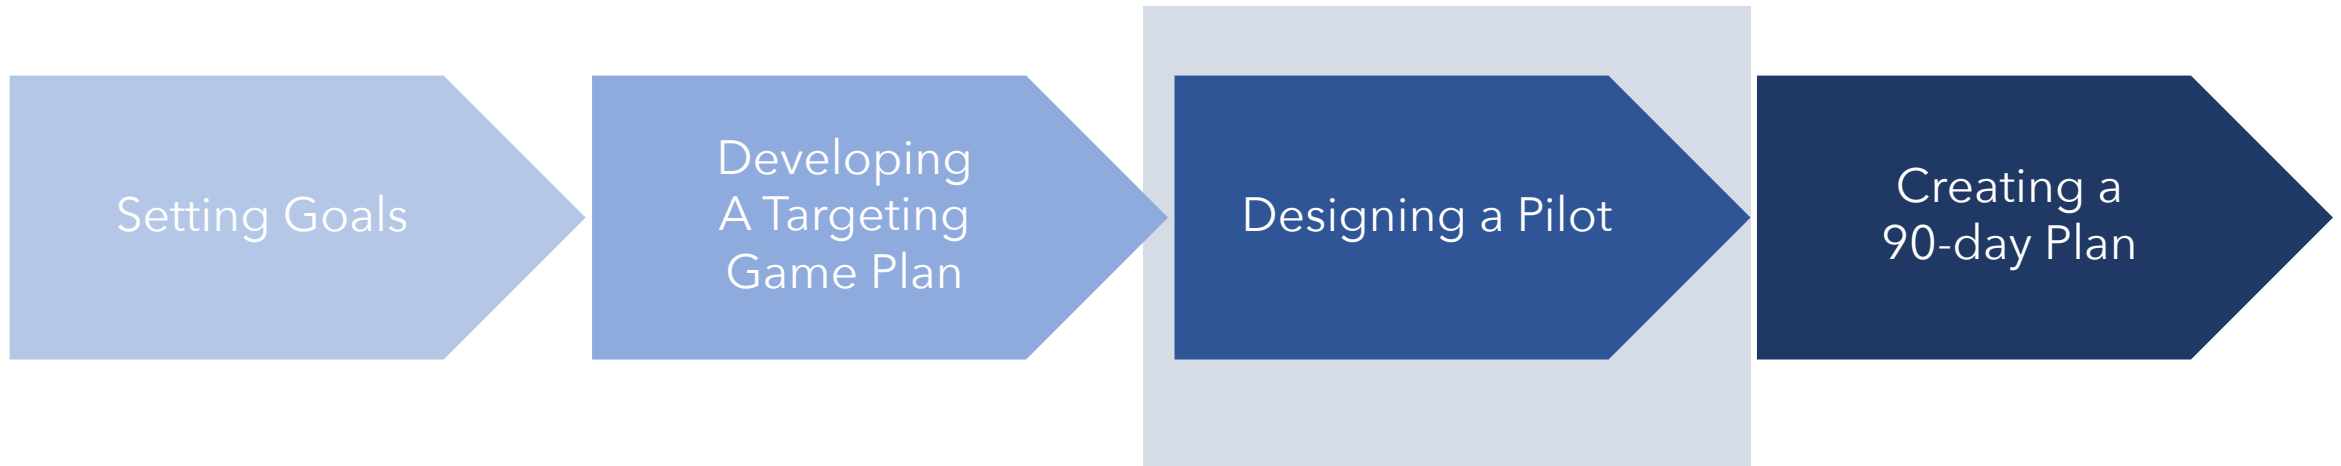 Setting Goals
Developing
A Targeting
Game Plan
Designing a Pilot
Creating a
90-day Plan